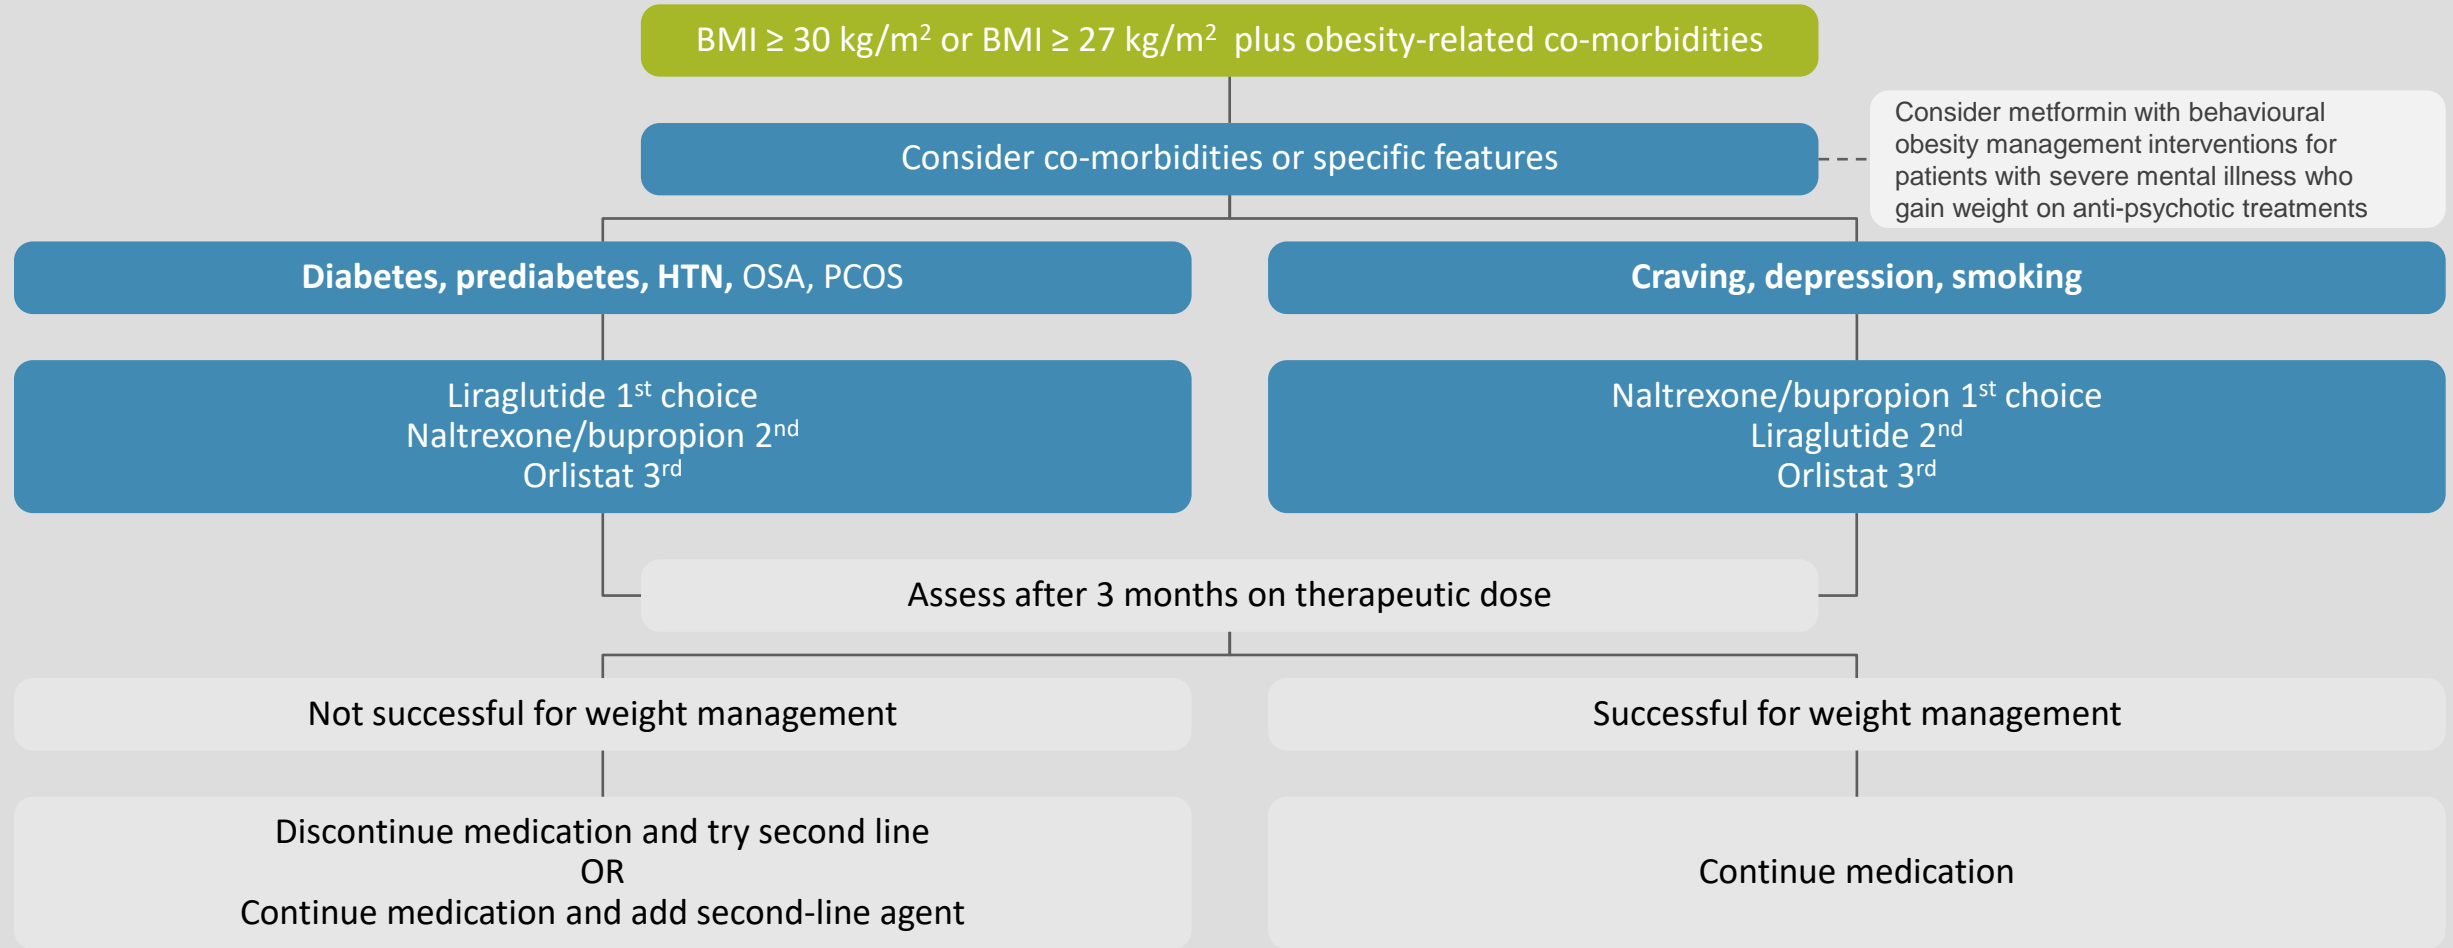 BMI ≥ 30 kg/m² or BMI ≥ 27 kg/m² plus obesity-related co-morbidities
Consider co-morbidities or specific features
Consider metformin with behavioural
obesity management interventions for
patients with severe mental illness who
gain weight on anti-psychotic treatments
Diabetes, prediabetes, HTN, OSA, PCOS
Craving, depression, smoking
Liraglutide 1st choice
Naltrexone/bupropion 2nd
Orlistat 3rd
Naltrexone/bupropion 1st choice
Liraglutide 2nd
Orlistat 3rd
Assess after 3 months on therapeutic dose
Not successful for weight management
Successful for weight management
Discontinue medication and try second line
OR
Continue medication and add second-line agent
Continue medication